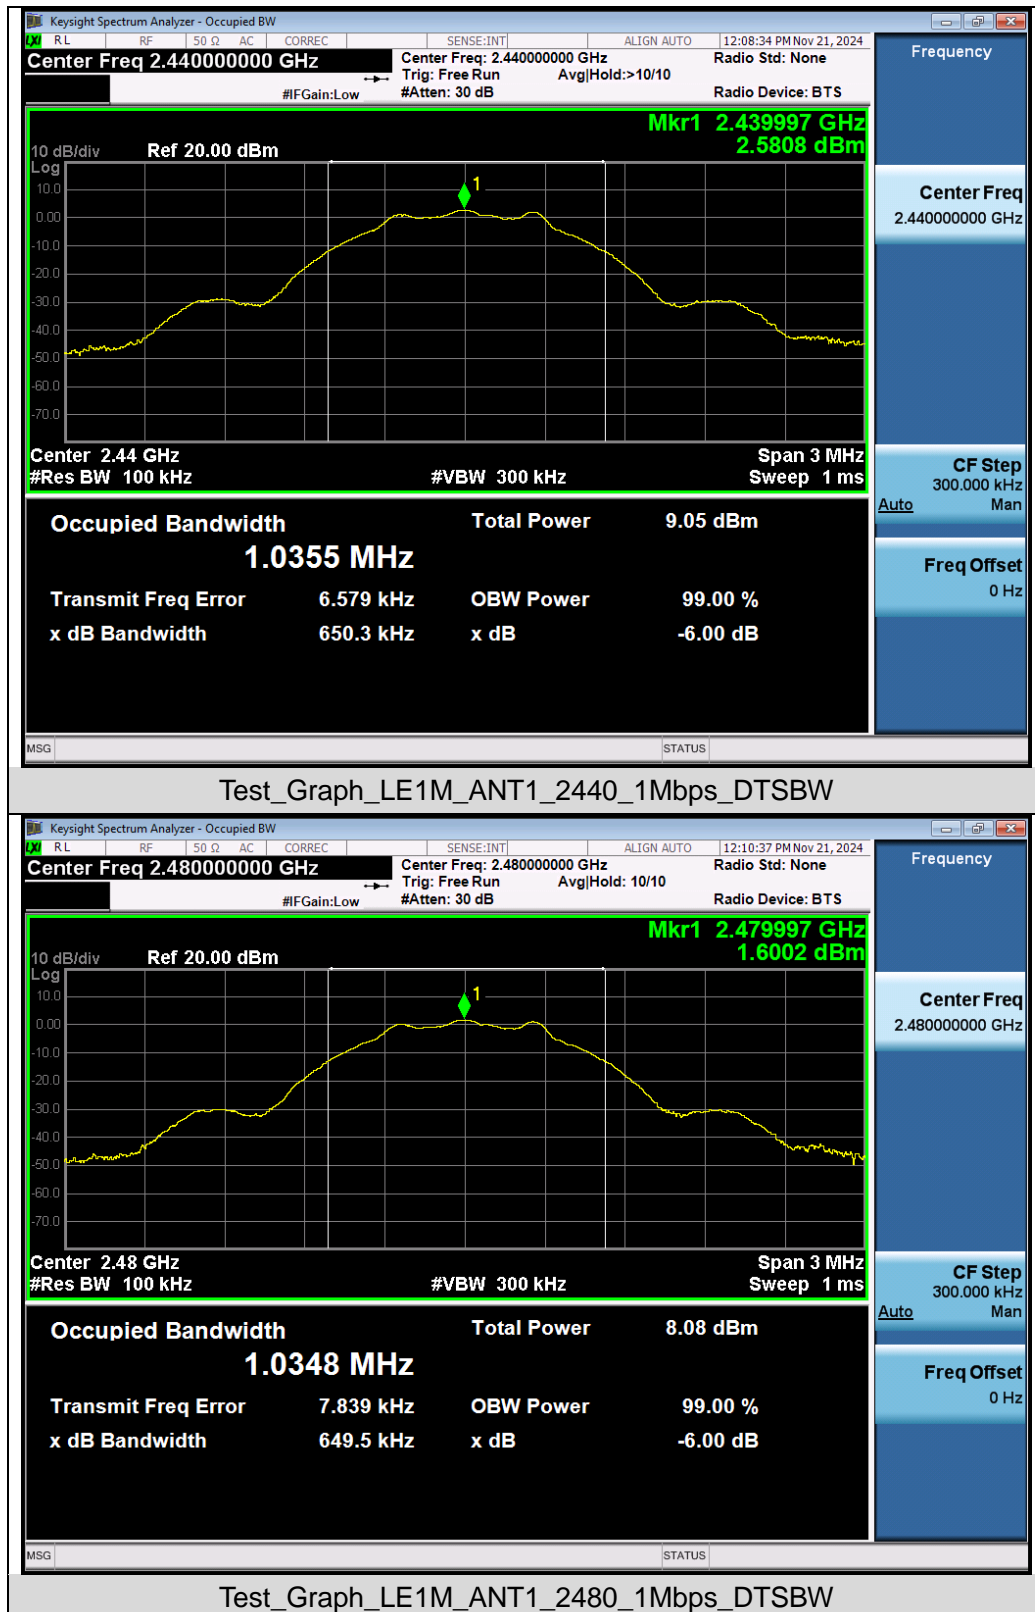 Keysight Spectrum Analyzer - Occupied BW
LXI RL RF 50 Ω AC CORREC SENSE:INT ALIGN AUTO 12:08:34 PM Nov 21, 2024
Center Freq 2.440000000 GHz Center Freq: 2.440000000 GHz Radio Std: None
Trig: Free Run Avg|Hold:>10/10
#IFGain:Low #Atten: 30 dB Radio Device: BTS
Mkr1 2.439997 GHz
10 dB/div Ref 20.00 dBm 2.5808 dBm
Log
10.0
0.00
-10.0
-20.0
-30.0
-40.0
-50.0
-60.0
-70.0
1
Center 2.44 GHz Span 3 MHz
#Res BW 100 kHz #VBW 300 kHz Sweep 1 ms
Occupied Bandwidth Total Power 9.05 dBm
1.0355 MHz
Transmit Freq Error 6.579 kHz OBW Power 99.00 %
x dB Bandwidth 650.3 kHz x dB -6.00 dB
MSG STATUS
Frequency
Center Freq
2.440000000 GHz
CF Step
300.000 kHz
Auto Man
Freq Offset
0 Hz
Test_Graph_LE1M_ANT1_2440_1Mbps_DTSBW
Keysight Spectrum Analyzer - Occupied BW
LXI RL RF 50 Ω AC CORREC SENSE:INT ALIGN AUTO 12:10:37 PM Nov 21, 2024
Center Freq 2.480000000 GHz Center Freq: 2.480000000 GHz Radio Std: None
Trig: Free Run Avg|Hold: 10/10
#IFGain:Low #Atten: 30 dB Radio Device: BTS
Mkr1 2.479997 GHz
10 dB/div Ref 20.00 dBm 1.6002 dBm
Log
10.0
0.00
-10.0
-20.0
-30.0
-40.0
-50.0
-60.0
-70.0
1
Center 2.48 GHz Span 3 MHz
#Res BW 100 kHz #VBW 300 kHz Sweep 1 ms
Occupied Bandwidth Total Power 8.08 dBm
1.0348 MHz
Transmit Freq Error 7.839 kHz OBW Power 99.00 %
x dB Bandwidth 649.5 kHz x dB -6.00 dB
MSG STATUS
Frequency
Center Freq
2.480000000 GHz
CF Step
300.000 kHz
Auto Man
Freq Offset
0 Hz
Test_Graph_LE1M_ANT1_2480_1Mbps_DTSBW